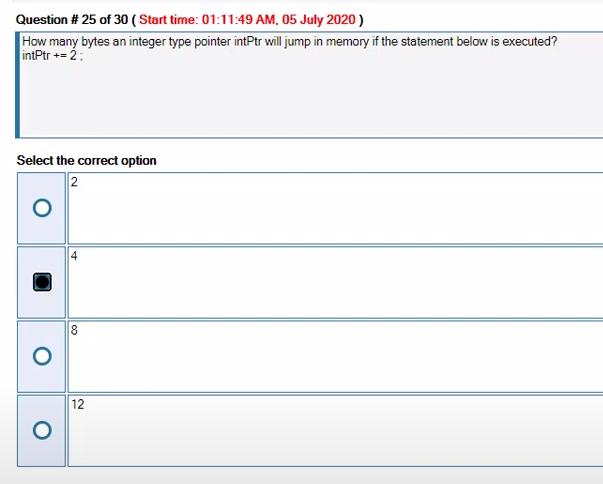 Question # 25 of 30 ( Start time: 01:11:49 AM, 05 July 2020 )
How many bytes an integer type pointer intPtr will jump in memory if the statement below is executed?
intPtr += 2 ;
Select the correct option
2
4
8
12